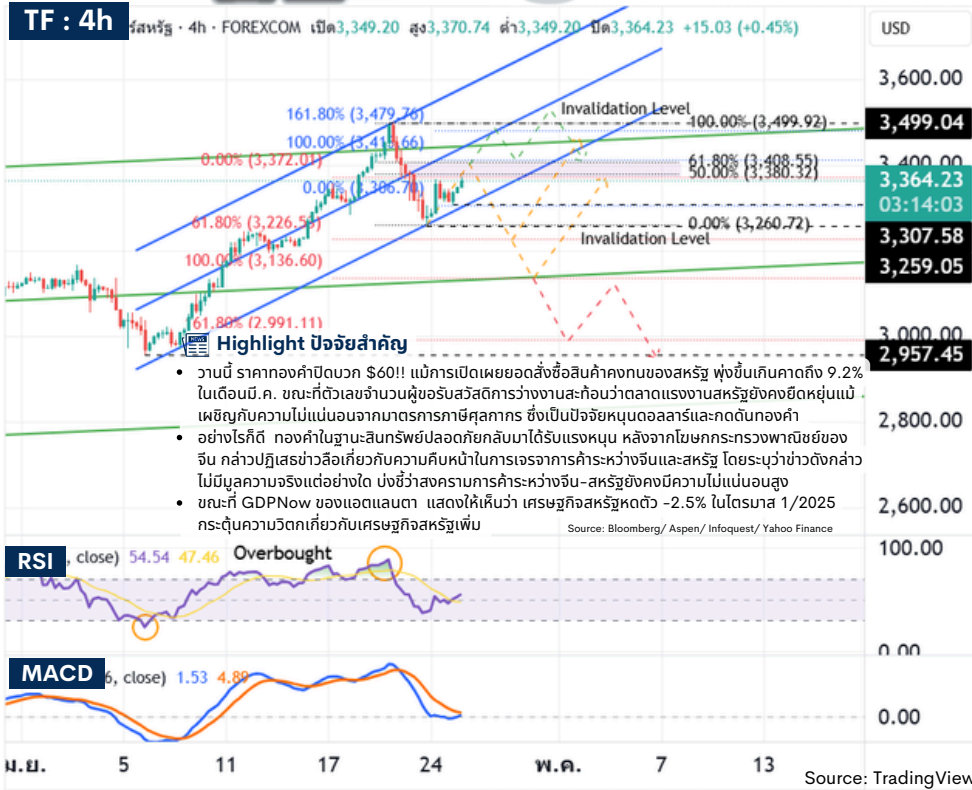 TF : 4h
ร์สหรัฐ · 4h · FOREXCOM เปิด3,349.20 สูง3,370.74 ต่ำ3,349.20 ปิด3,364.23 +15.03 (+0.45%)
USD
3,600.00
161.80% (3,479.76)
Invalidation Level
100.00% (3,499.92)
3,499.04
0.00% (3,372.01)
61.80% (3,408.55)
3,400.00
50.00% (3,380.32)
3,364.23
03:14:03
61.80%
0.00% (3,260.72)
3,307.58
Invalidation Level
100.00% (3,136.60)
3,259.05
61.80% (2,991.11)
3,000.00
2,957.45
NEWS
Highlight ปัจจัยสำคัญ
• วานนี้ ราคาทองคำปิดบวก $60!! แม้การเปิดเผยยอดสั่งซื้อสินค้าคงทนของสหรัฐ พุ่งขึ้นเกินคาดถึง 9.2%
ในเดือนมี.ค. ขณะที่ตัวเลขจำนวนผู้ขอรับสวัสดิการว่างงานสะท้อนว่าตลาดแรงงานสหรัฐยังคงยืดหยุ่นแม้
เผชิญกับความไม่แน่นอนจากมาตรการภาษีศุลกากร ซึ่งเป็นปัจจัยหนุนดอลลาร์และกดดันทองคำ
• อย่างไรก็ดี ทองคำในฐานะสินทรัพย์ปลอดภัยกลับมาได้รับแรงหนุน หลังจากโฆษกกระทรวงพาณิชย์ของ
จีน กล่าวปฏิเสธข่าวลือเกี่ยวกับความคืบหน้าในการเจรจาการค้าระหว่างจีนและสหรัฐ โดยระบุว่าข่าวดังกล่าว
ไม่มีมูลความจริงแต่อย่างใด บ่งชี้ว่าสงครามการค้าระหว่างจีน-สหรัฐยังคงมีความไม่แน่นอนสูง
• ขณะที่ GDPNow ของแอตแลนตา แสดงให้เห็นว่า เศรษฐกิจสหรัฐหดตัว -2.5% ในไตรมาส 1/2025
กระตุ้นความวิตกเกี่ยวกับเศรษฐกิจสหรัฐเพิ่ม
Source: Bloomberg/ Aspen/ Infoquest/ Yahoo Finance
2,800.00
2,600.00
RSI
, close) 54.54 47.46
Overbought
100.00
0.00
MACD
6, close) 1.53 4.89
0.00
ม.ย.
5
11
17
24
พ.ค.
7
13
Source: TradingView